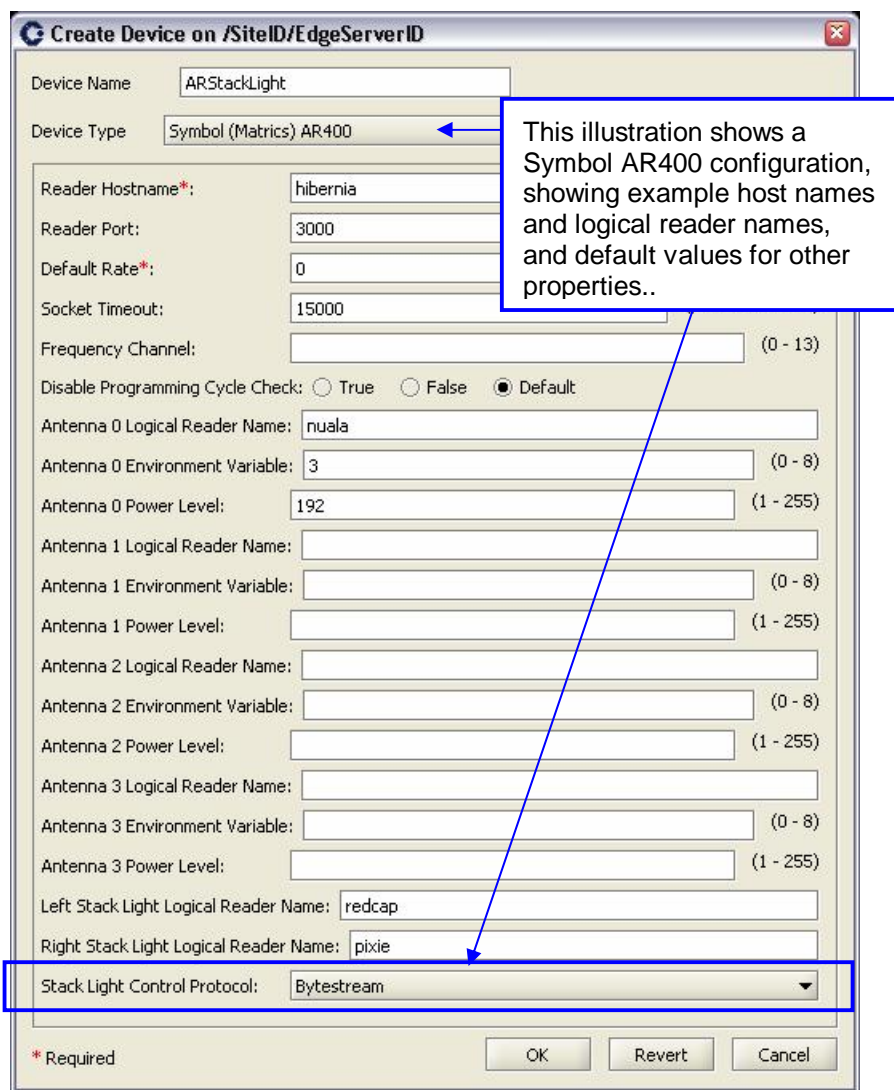 Create Device on /SiteID/EdgeServerID
Device Name ARStackLight
Device Type Symbol (Matrics) AR400
This illustration shows a
Symbol AR400 configuration,
showing example host names
and logical reader names,
and default values for other
properties..
Reader Hostname*: hibernia
Reader Port: 3000
Default Rate*: 0
Socket Timeout: 15000
Frequency Channel: (0 - 13)
Disable Programming Cycle Check: True False Default
Antenna 0 Logical Reader Name: nuala
Antenna 0 Environment Variable: 3 (0 - 8)
Antenna 0 Power Level: 192 (1 - 255)
Antenna 1 Logical Reader Name:
Antenna 1 Environment Variable: (0 - 8)
Antenna 1 Power Level: (1 - 255)
Antenna 2 Logical Reader Name:
Antenna 2 Environment Variable: (0 - 8)
Antenna 2 Power Level: (1 - 255)
Antenna 3 Logical Reader Name:
Antenna 3 Environment Variable: (0 - 8)
Antenna 3 Power Level: (1 - 255)
Left Stack Light Logical Reader Name: redcap
Right Stack Light Logical Reader Name: pixie
Stack Light Control Protocol: Bytestream
* Required OK Revert Cancel